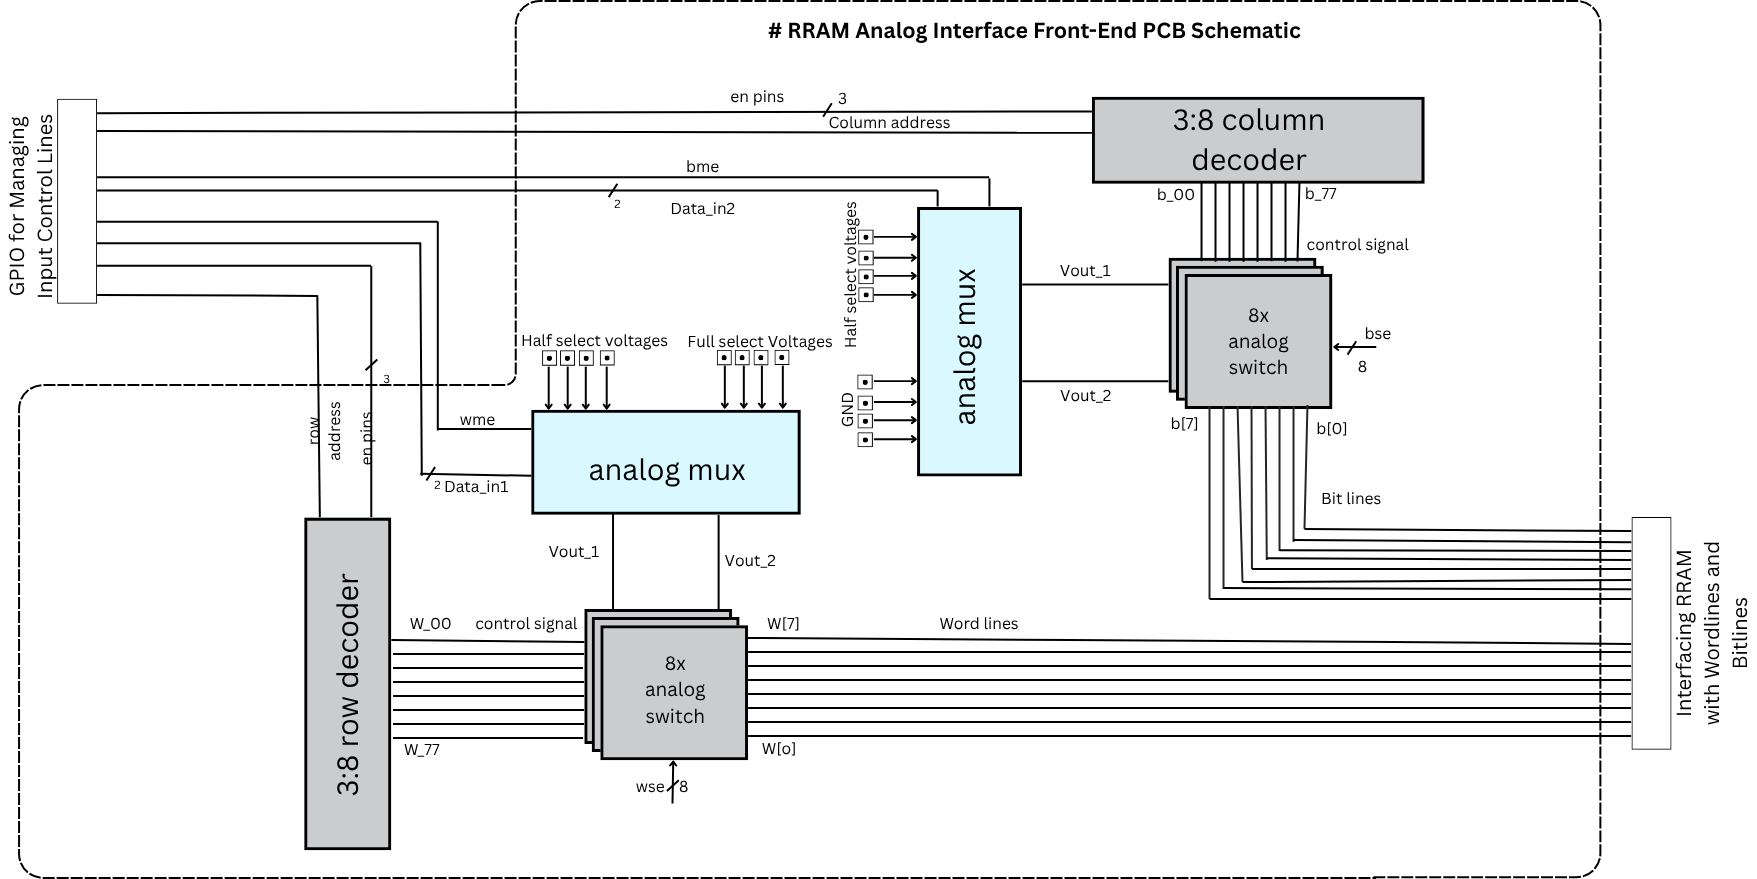 # RRAM Analog Interface Front-End PCB Schematic
GPIO for Managing
Input Control Lines
en pins
3
Column address
3:8 column
decoder
bme
2
Data_in2
b_00
b_77
control signal
Half select voltages
GND
analog mux
Vout_1
Vout_2
8x
analog
switch
bse
8
b[7]
b[0]
Bit lines
Half select voltages
Full select Voltages
3
row
address
en pins
wme
2
Data_in1
analog mux
Vout_1
Vout_2
3:8 row decoder
W_00
control signal
W_77
8x
analog
switch
W[7]
Word lines
W[o]
wse
8
Interfacing RRAM
with Wordlines and
Bitlines